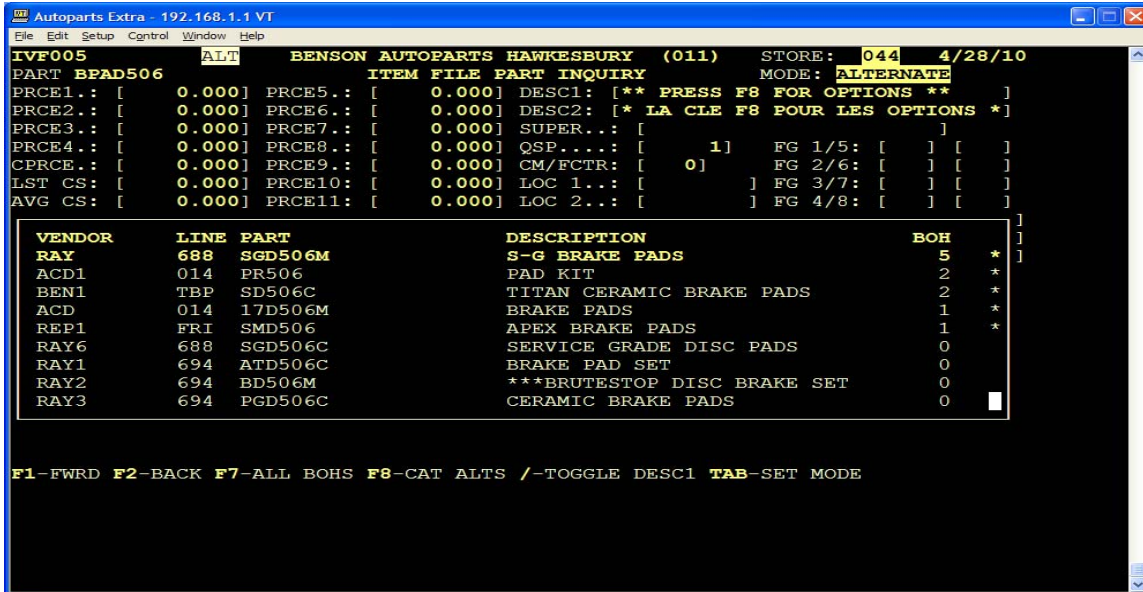 Autoparts Extra - 192.168.1.1 VT
File Edit Setup Control Window Help
IVF005 ALT BENSON AUTOPARTS HAWKESBURY (011) STORE: 044 4/28/10
PART BPAD506 ITEM FILE PART INQUIRY MODE: ALTERNATE
PRCE1.: [ 0.000] PRCE5.: [ 0.000] DESC1: [** PRESS F8 FOR OPTIONS ** ]
PRCE2.: [ 0.000] PRCE6.: [ 0.000] DESC2: [* LA CLE F8 POUR LES OPTIONS *]
PRCE3.: [ 0.000] PRCE7.: [ 0.000] SUPER..: [ ]
PRCE4.: [ 0.000] PRCE8.: [ 0.000] QSP....: [ 1] FG 1/5: [ ] [ ]
CPRCE.: [ 0.000] PRCE9.: [ 0.000] CM/FCTR: [ 0] FG 2/6: [ ] [ ]
LST CS: [ 0.000] PRCE10: [ 0.000] LOC 1..: [ ] FG 3/7: [ ] [ ]
AVG CS: [ 0.000] PRCE11: [ 0.000] LOC 2..: [ ] FG 4/8: [ ] [ ]
]
VENDOR LINE PART DESCRIPTION BOH ]
RAY 688 SGD506M S-G BRAKE PADS 5 * ]
ACD1 014 PR506 PAD KIT 2 *
BEN1 TBP SD506C TITAN CERAMIC BRAKE PADS 2 *
ACD 014 17D506M BRAKE PADS 1 *
REP1 FRI SMD506 APEX BRAKE PADS 1 *
RAY6 688 SGD506C SERVICE GRADE DISC PADS 0
RAY1 694 ATD506C BRAKE PAD SET 0
RAY2 694 BD506M ***BRUTESTOP DISC BRAKE SET 0
RAY3 694 PGD506C CERAMIC BRAKE PADS 0
F1-FWRD F2-BACK F7-ALL BOHS F8-CAT ALTS /-TOGGLE DESC1 TAB-SET MODE